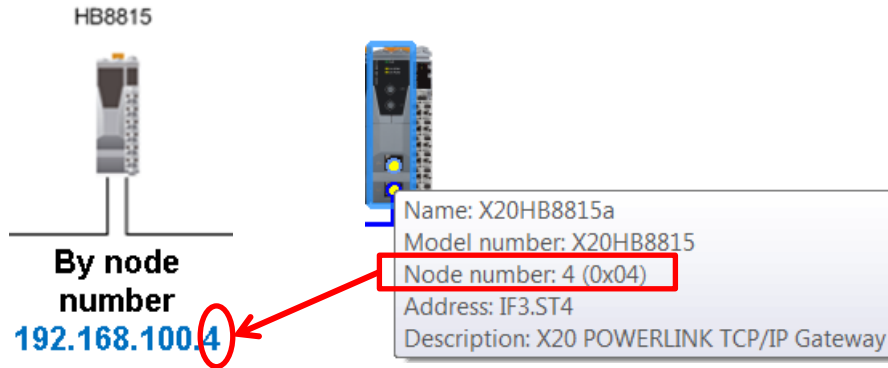 HB8815
By node
number
192.168.100.4
Name: X20HB8815a
Model number: X20HB8815
Node number: 4 (0x04)
Address: IF3.ST4
Description: X20 POWERLINK TCP/IP Gateway